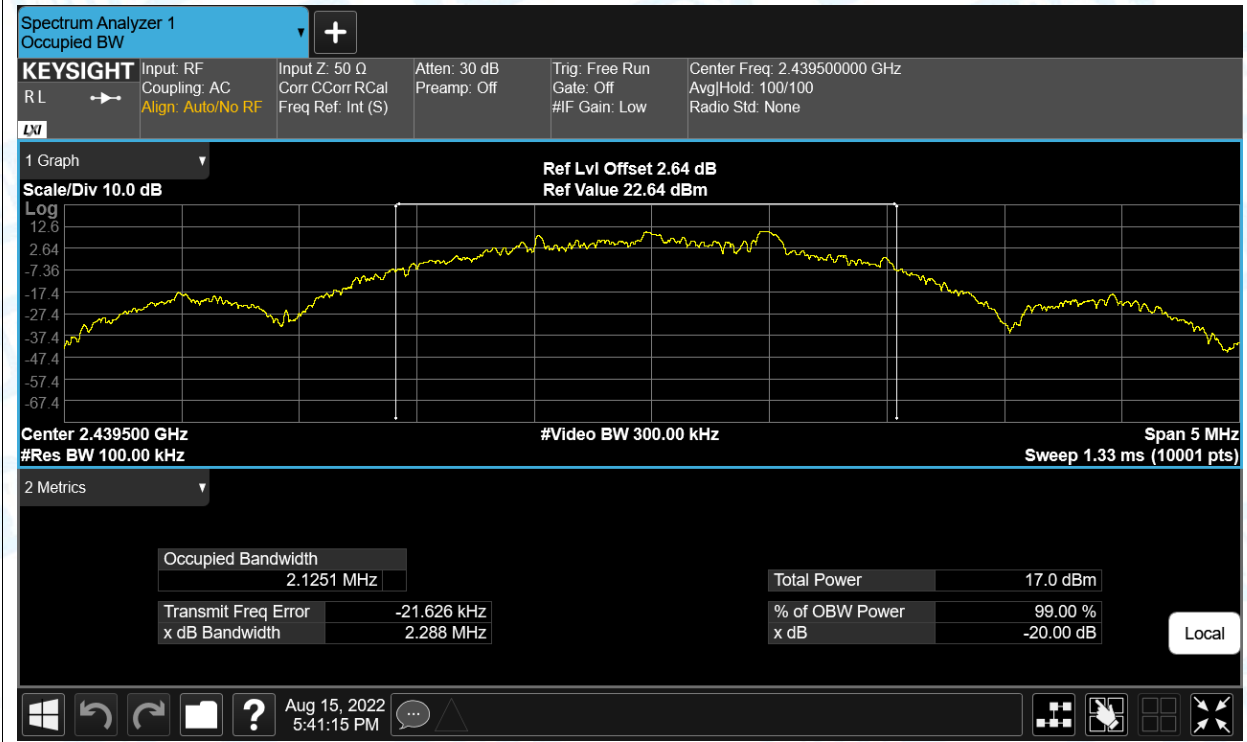 Spectrum Analyzer 1
Occupied BW
KEYSIGHT Input: RF Input Z: 50 Ω Atten: 30 dB Trig: Free Run Center Freq: 2.439500000 GHz
R L Coupling: AC Corr CCorr RCal Preamp: Off Gate: Off Avg|Hold: 100/100
Align: Auto/No RF Freq Ref: Int (S) #IF Gain: Low Radio Std: None
LXI
1 Graph
Ref Lvl Offset 2.64 dB
Scale/Div 10.0 dB Ref Value 22.64 dBm
Log
12.6
2.64
-7.36
-17.4
-27.4
-37.4
-47.4
-57.4
-67.4
Center 2.439500 GHz #Video BW 300.00 kHz Span 5 MHz
#Res BW 100.00 kHz Sweep 1.33 ms (10001 pts)
2 Metrics
Occupied Bandwidth
2.1251 MHz Total Power 17.0 dBm
Transmit Freq Error -21.626 kHz % of OBW Power 99.00 %
x dB Bandwidth 2.288 MHz x dB -20.00 dB
Local
? Aug 15, 2022
5:41:15 PM